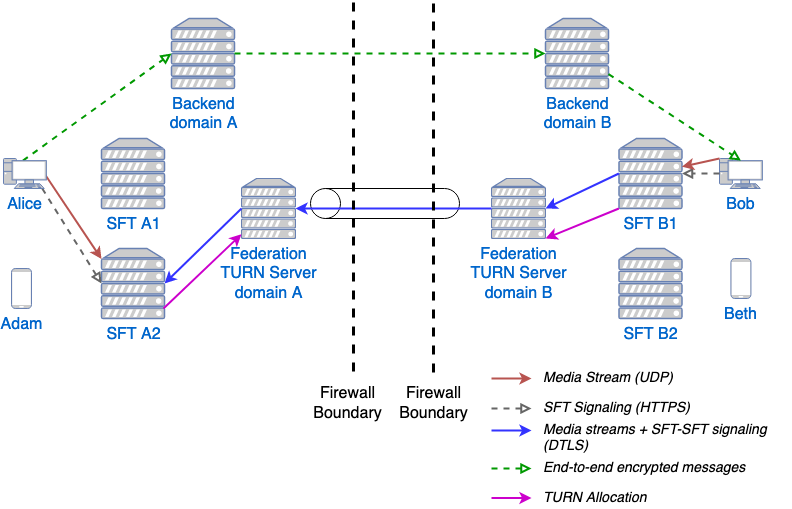 Backend
domain A
Backend
domain B
Alice
SFT A1
SFT B1
Bob
Federation
TURN Server
domain A
Federation
TURN Server
domain B
Adam
SFT A2
SFT B2
Beth
Firewall
Boundary
Firewall
Boundary
Media Stream (UDP)
SFT Signaling (HTTPS)
Media streams + SFT-SFT signaling
(DTLS)
End-to-end encrypted messages
TURN Allocation